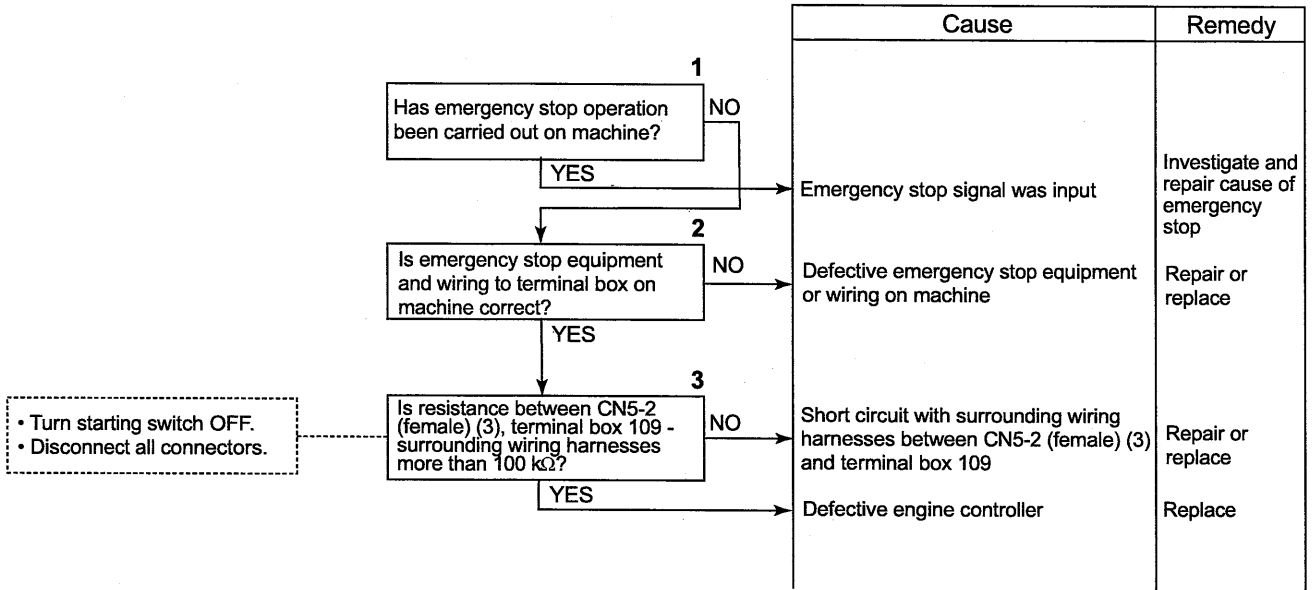 Cause
Remedy
1
Has emergency stop operation
been carried out on machine?
NO
YES
Emergency stop signal was input
Investigate and
repair cause of
emergency
stop
2
Is emergency stop equipment
and wiring to terminal box on
machine correct?
NO
YES
Defective emergency stop equipment
or wiring on machine
Repair or
replace
• Turn starting switch OFF.
• Disconnect all connectors.
3
Is resistance between CN5-2
(female) (3), terminal box 109 -
surrounding wiring harnesses
more than 100 kΩ?
NO
YES
Short circuit with surrounding wiring
harnesses between CN5-2 (female) (3)
and terminal box 109
Repair or
replace
Defective engine controller
Replace